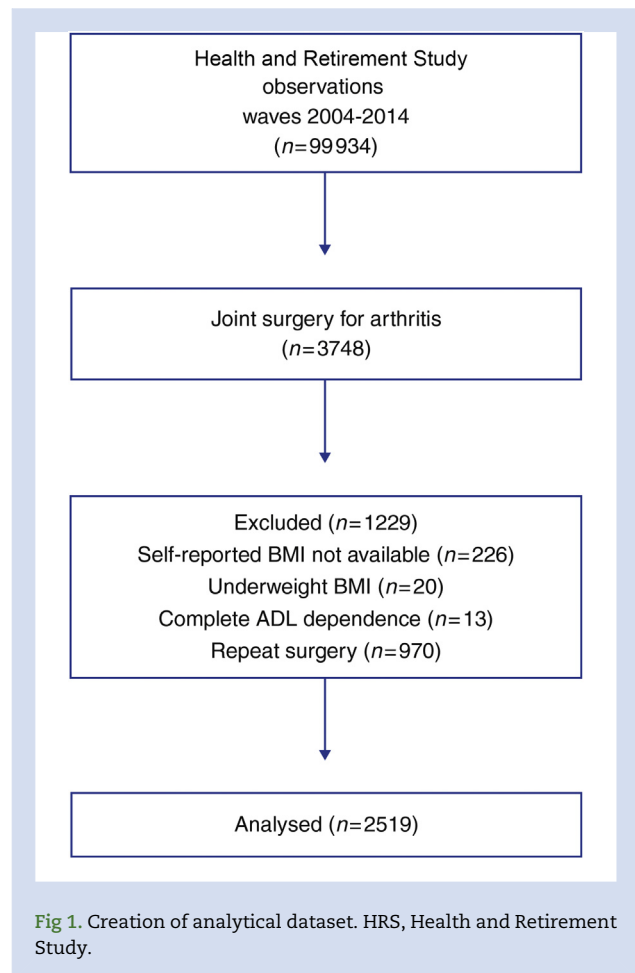 Health and Retirement Study
observations
waves 2004-2014
(n=99 934)
Joint surgery for arthritis
(n=3748)
Excluded (n=1229)
Self-reported BMI not available (n=226)
Underweight BMI (n=20)
Complete ADL dependence (n=13)
Repeat surgery (n=970)
Analysed (n=2519)
Fig 1. Creation of analytical dataset. HRS, Health and Retirement
Study.